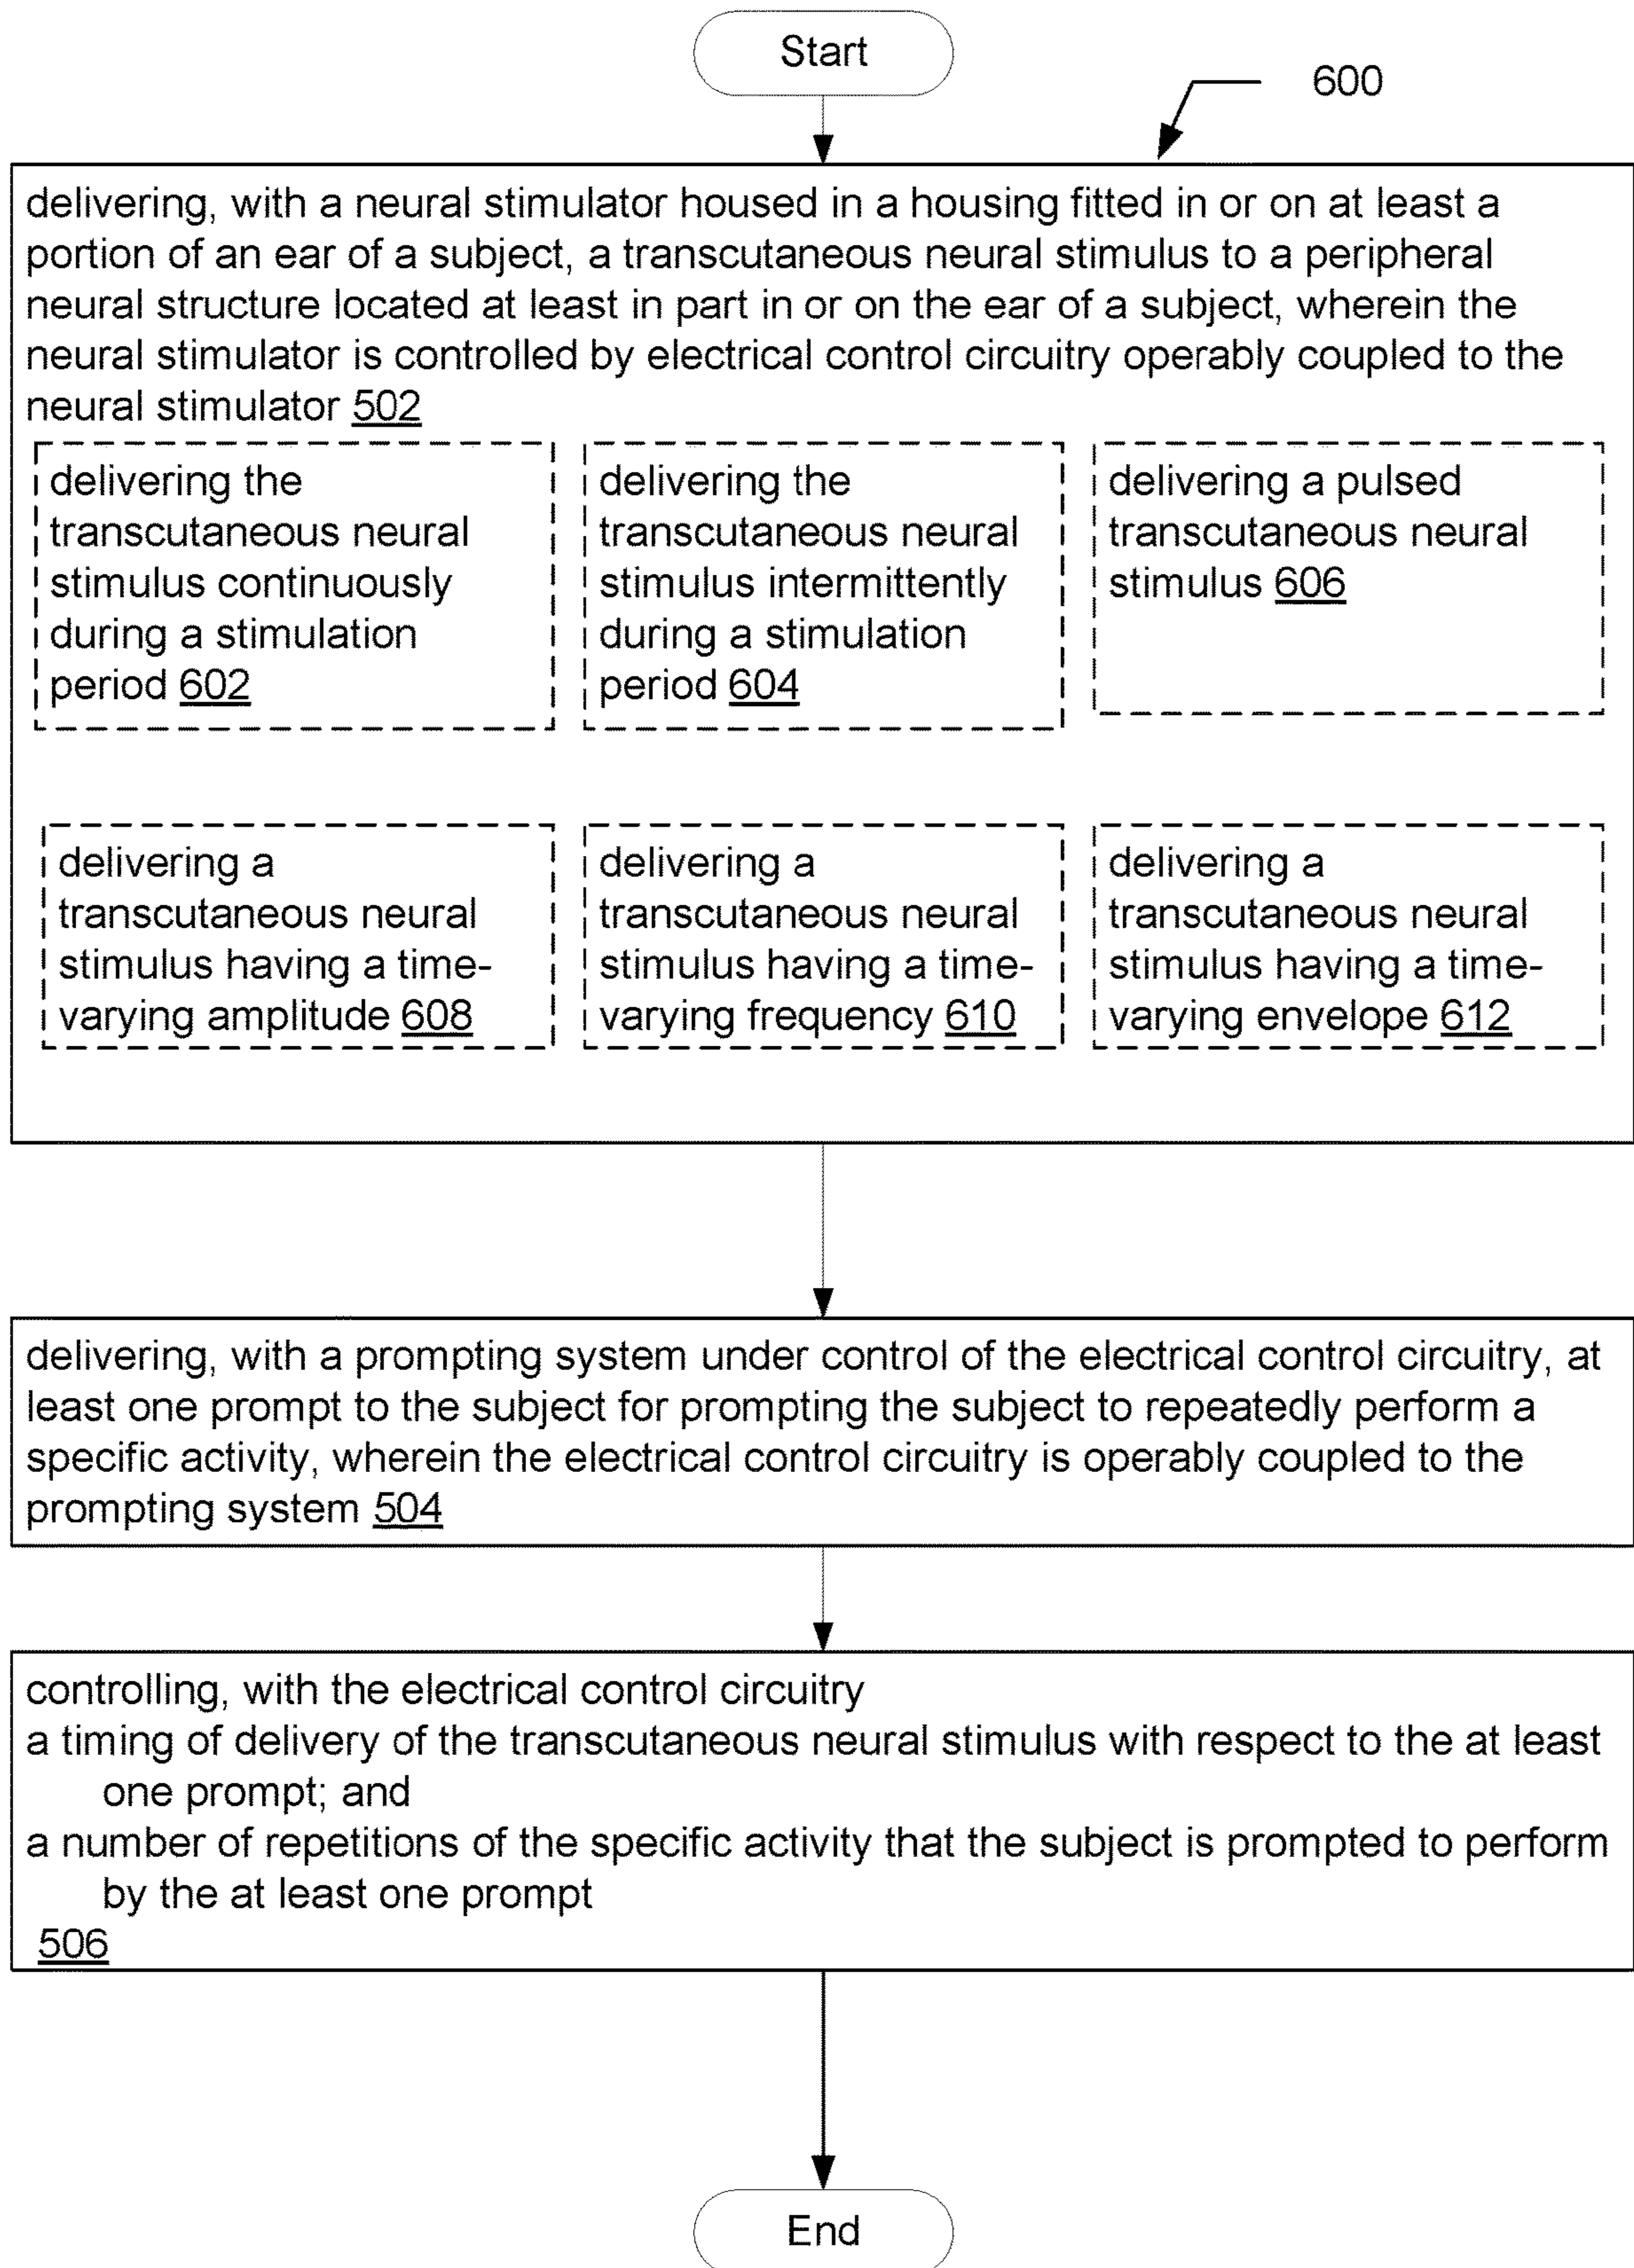 Start
600
delivering, with a neural stimulator housed in a housing fitted in or on at least a
portion of an ear of a subject, a transcutaneous neural stimulus to a peripheral
neural structure located at least in part in or on the ear of a subject, wherein the
neural stimulator is controlled by electrical control circuitry operably coupled to the
neural stimulator 502
delivering the
transcutaneous neural
stimulus continuously
during a stimulation
period 602
delivering the
transcutaneous neural
stimulus intermittently
during a stimulation
period 604
delivering a pulsed
transcutaneous neural
stimulus 606
delivering a
transcutaneous neural
stimulus having a time-
varying amplitude 608
delivering a
transcutaneous neural
stimulus having a time-
varying frequency 610
delivering a
transcutaneous neural
stimulus having a time-
varying envelope 612
delivering, with a prompting system under control of the electrical control circuitry, at
least one prompt to the subject for prompting the subject to repeatedly perform a
specific activity, wherein the electrical control circuitry is operably coupled to the
prompting system 504
controlling, with the electrical control circuitry
a timing of delivery of the transcutaneous neural stimulus with respect to the at least
one prompt; and
a number of repetitions of the specific activity that the subject is prompted to perform
by the at least one prompt
506
End